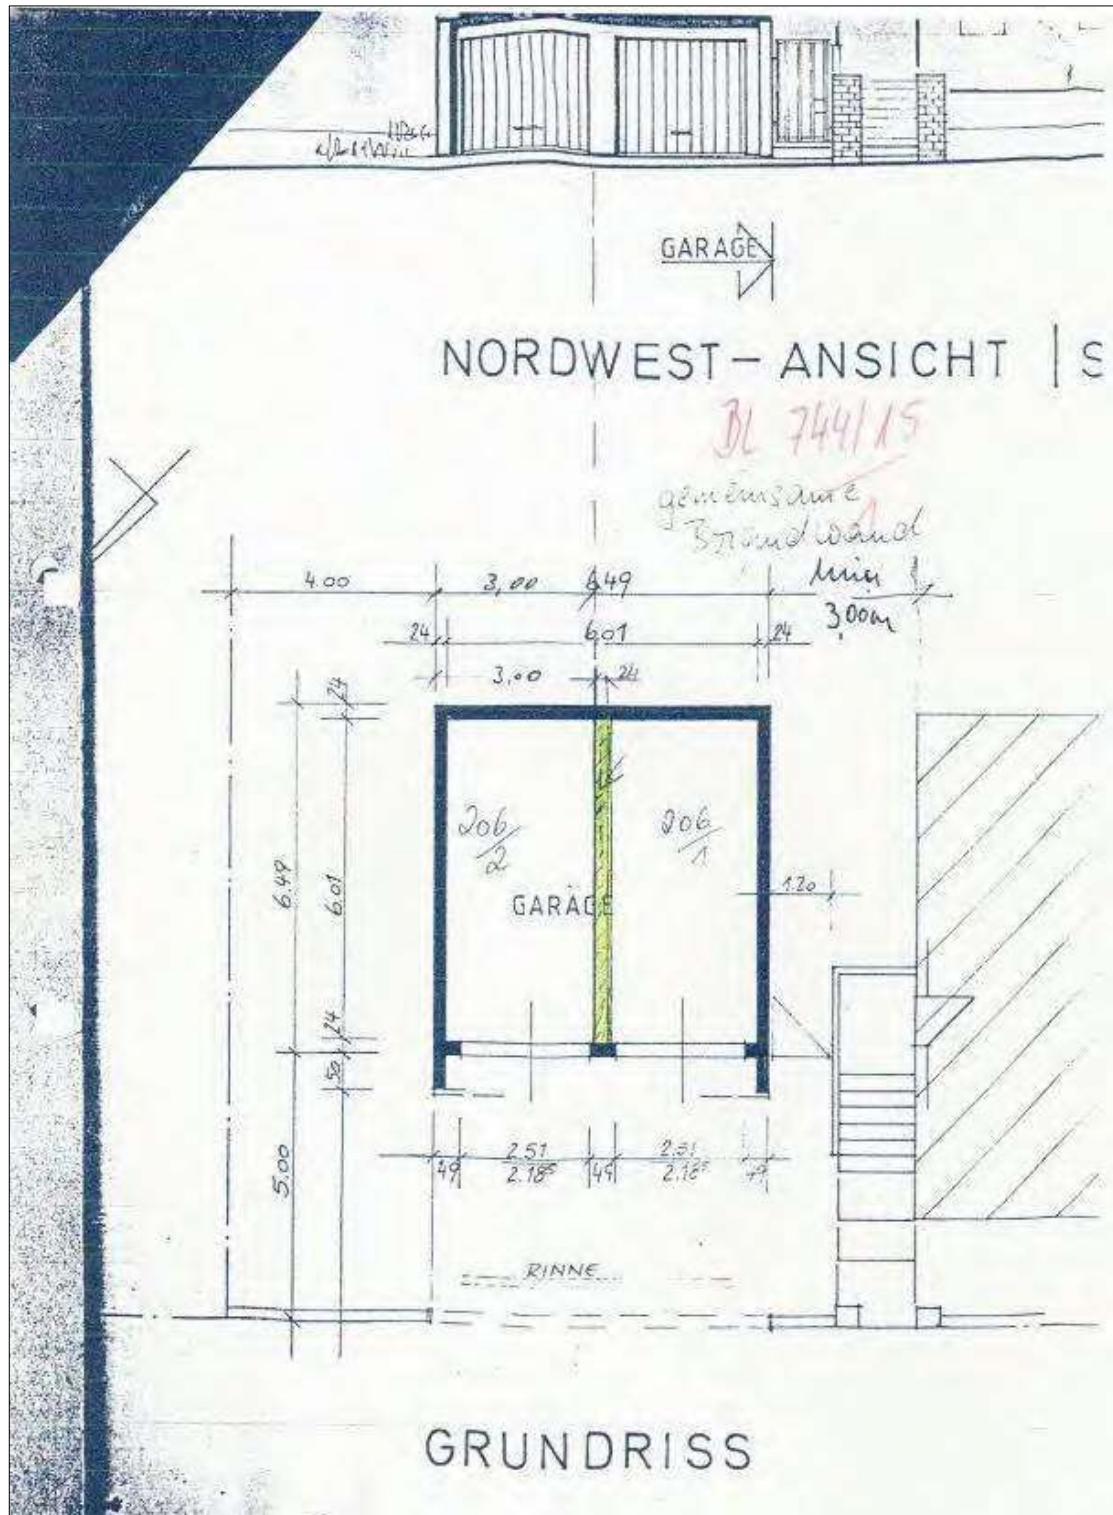 GARAGE
NORDWEST-ANSICHT | S
BL 744/15
gemeinsame
Brandwand
4.00 3,00 6.49
3,00m
24 6.01 24
3,00 24
24
206/2 206/1
6.49 6.01 1.20
GARAGE
24
50
49 2.51/2.18⁵ 49 2.51/2.18⁵ 49
5.00
RINNE
GRUNDRISS